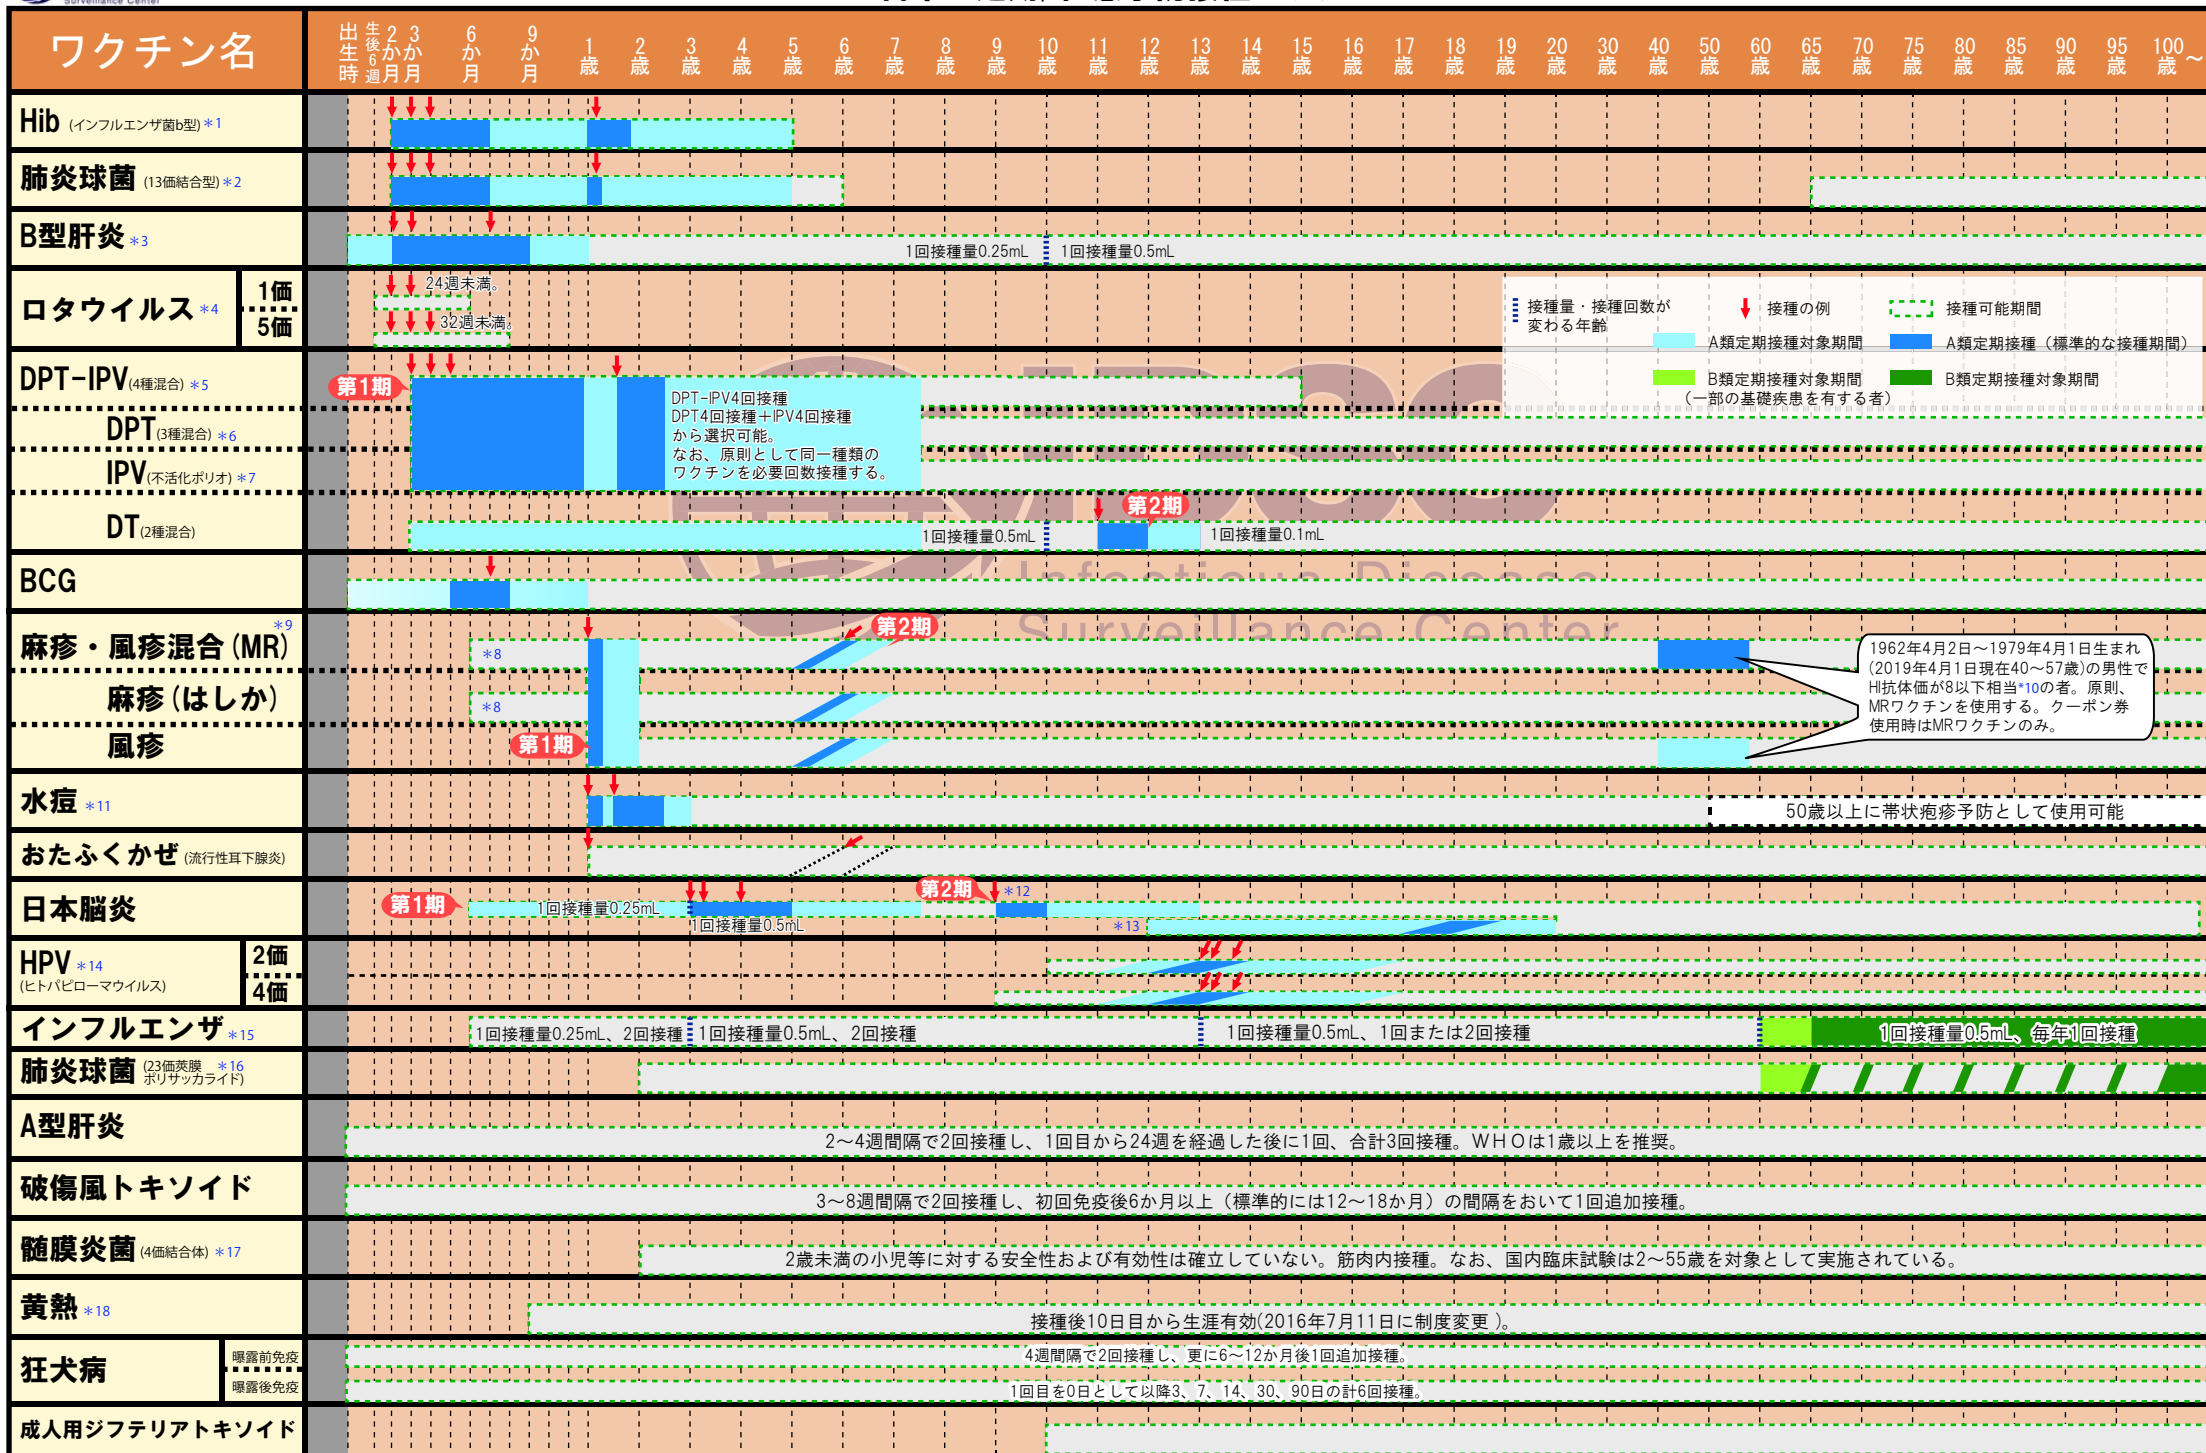 Surveillance Center
ワクチン名
出生時
生後6週
2か月
3か月
6か月
9か月
1歳
2歳
3歳
4歳
5歳
6歳
7歳
8歳
9歳
10歳
11歳
12歳
13歳
14歳
15歳
16歳
17歳
18歳
19歳
20歳
30歳
40歳
50歳
60歳
65歳
70歳
75歳
80歳
85歳
90歳
95歳
100歳～
Hib (インフルエンザ菌b型) *1
肺炎球菌 (13価結合型) *2
B型肝炎 *3
1回接種量0.25mL
1回接種量0.5mL
ロタウイルス *4
1価
24週未満。
5価
32週未満。
接種量・接種回数が
変わる年齢
接種の例
接種可能期間
A類定期接種対象期間
A類定期接種（標準的な接種期間）
B類定期接種対象期間
（一部の基礎疾患を有する者）
B類定期接種対象期間
DPT-IPV(4種混合) *5
第1期
DPT-IPV4回接種
DPT4回接種＋IPV4回接種
から選択可能。
なお、原則として同一種類の
ワクチンを必要回数接種する。
DPT(3種混合) *6
IPV(不活化ポリオ) *7
DT(2種混合)
1回接種量0.5mL
第2期
1回接種量0.1mL
IDSC
Infectious Disease
Surveillance Center
BCG
麻疹・風疹混合(MR) *9
*8
第2期
麻疹(はしか)
*8
風疹
第1期
1962年4月2日～1979年4月1日生まれ
(2019年4月1日現在40～57歳)の男性で
HI抗体価が8以下相当*10の者。原則、
MRワクチンを使用する。クーポン券
使用時はMRワクチンのみ。
水痘 *11
50歳以上に帯状疱疹予防として使用可能
おたふくかぜ (流行性耳下腺炎)
日本脳炎
第1期
1回接種量0.25mL
1回接種量0.5mL
第2期
*12
*13
HPV *14
(ヒトパピローマウイルス)
2価
4価
インフルエンザ *15
1回接種量0.25mL、2回接種
1回接種量0.5mL、2回接種
1回接種量0.5mL、1回または2回接種
1回接種量0.5mL、毎年1回接種
肺炎球菌 (23価莢膜 *16
ポリサッカライド)
A型肝炎
2～4週間隔で2回接種し、1回目から24週を経過した後に1回、合計3回接種。WHOは1歳以上を推奨。
破傷風トキソイド
3～8週間隔で2回接種し、初回免疫後6か月以上（標準的には12～18か月）の間隔をおいて1回追加接種。
髄膜炎菌 (4価結合体) *17
2歳未満の小児等に対する安全性および有効性は確立していない。筋肉内接種。なお、国内臨床試験は2～55歳を対象として実施されている。
黄熱 *18
接種後10日目から生涯有効(2016年7月11日に制度変更 )。
狂犬病
曝露前免疫
4週間隔で2回接種し、更に6～12か月後1回追加接種。
曝露後免疫
1回目を0日として以降3、7、14、30、90日の計6回接種。
成人用ジフテリアトキソイド